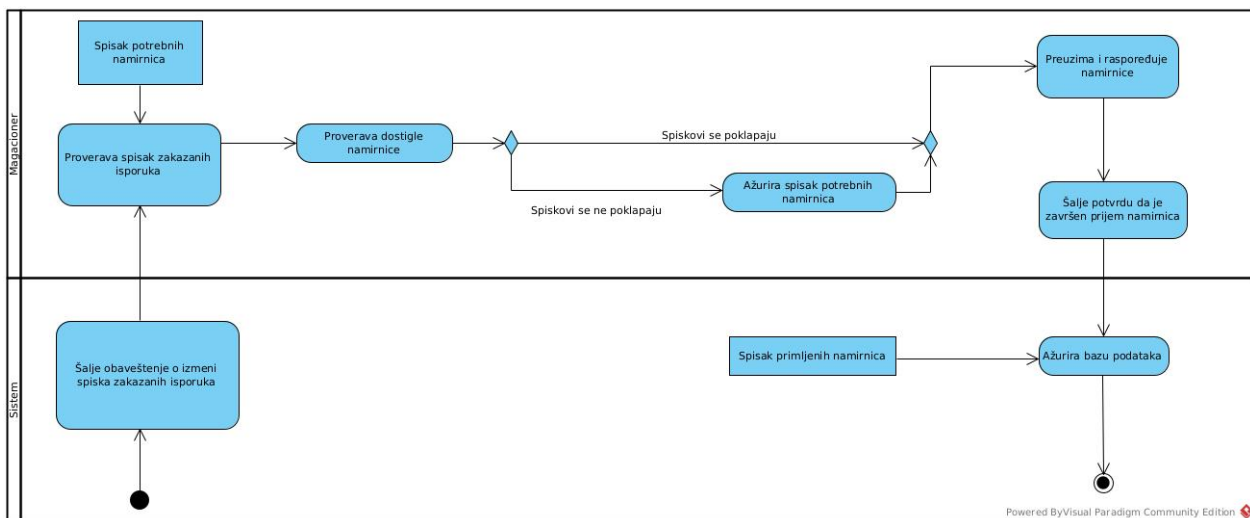 Magacioner
Spisak potrebnih
namirnica
Proverava spisak zakazanih
isporuka
Proverava dostigle
namirnice
Spiskovi se poklapaju
Spiskovi se ne poklapaju
Ažurira spisak potrebnih
namirnica
Preuzima i raspoređuje
namirnice
Šalje potvrdu da je
završen prijem namirnica
Sistem
Šalje obaveštenje o izmeni
spiska zakazanih isporuka
Spisak primljenih namirnica
Ažurira bazu podataka
Powered ByVisual Paradigm Community Edition